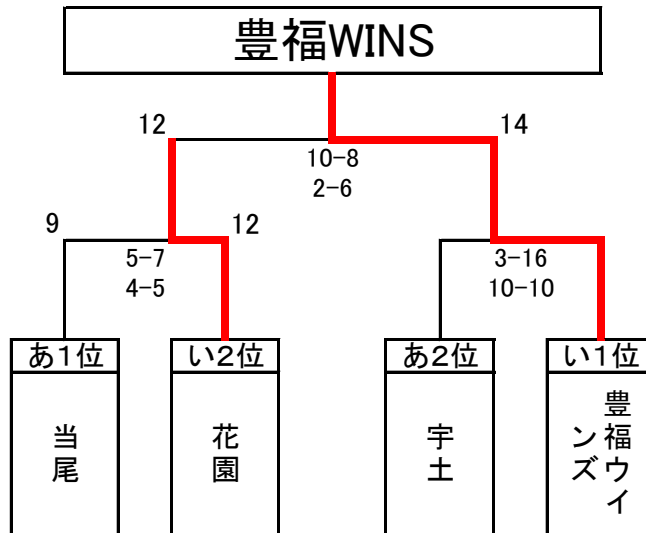 豊福WINS
12
14
10-8
2-6
9
12
5-7
4-5
3-16
10-10
あ1位
い2位
あ2位
い1位
当尾
花園
宇土
豊福ウイ
ンズ